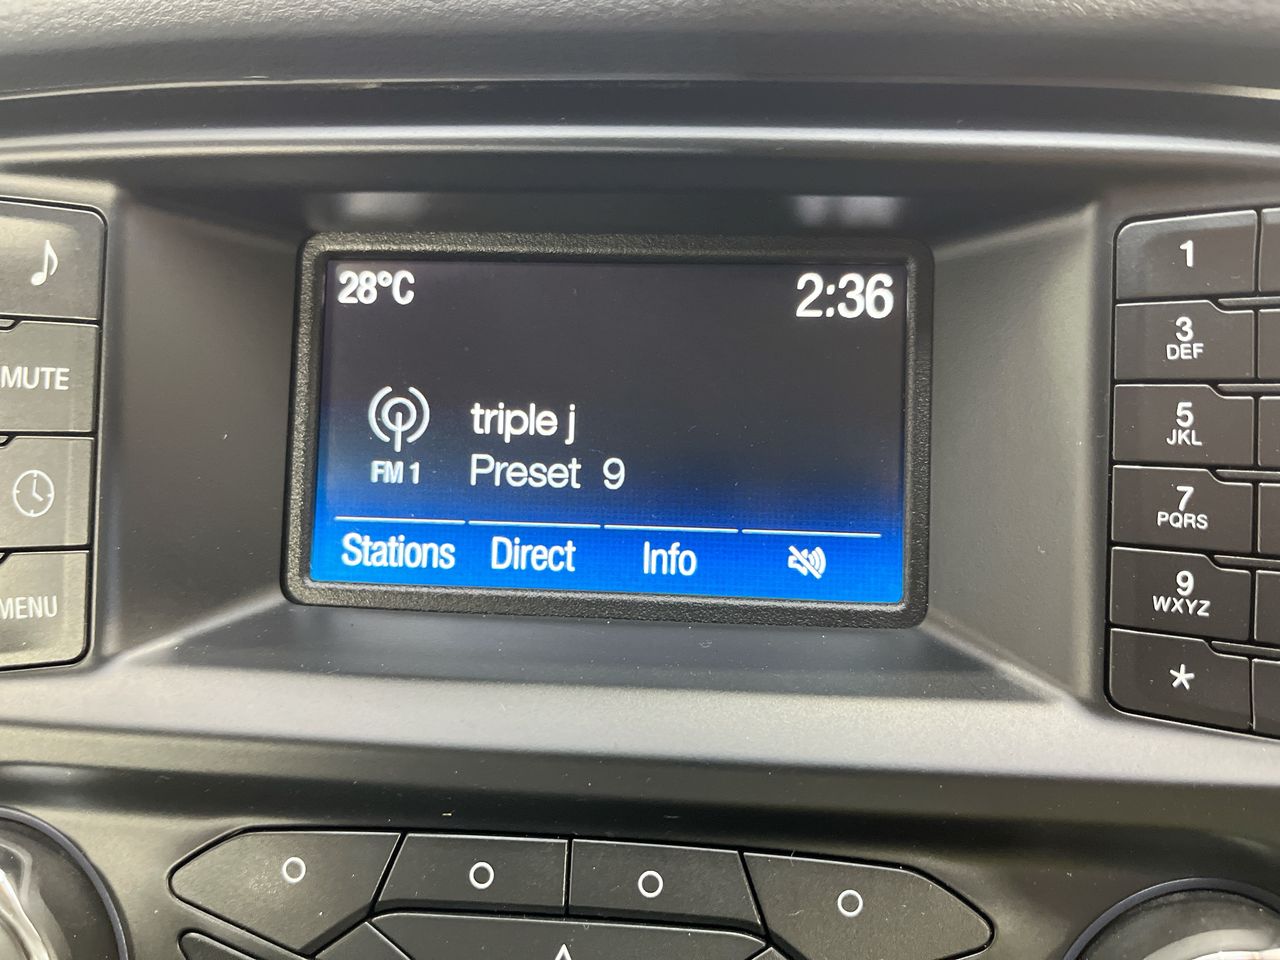 28°C
2:36
triple j
FM 1
Preset 9
Stations Direct Info
MUTE
MENU
1
3
DEF
5
JKL
7
PQRS
9
WXYZ
*